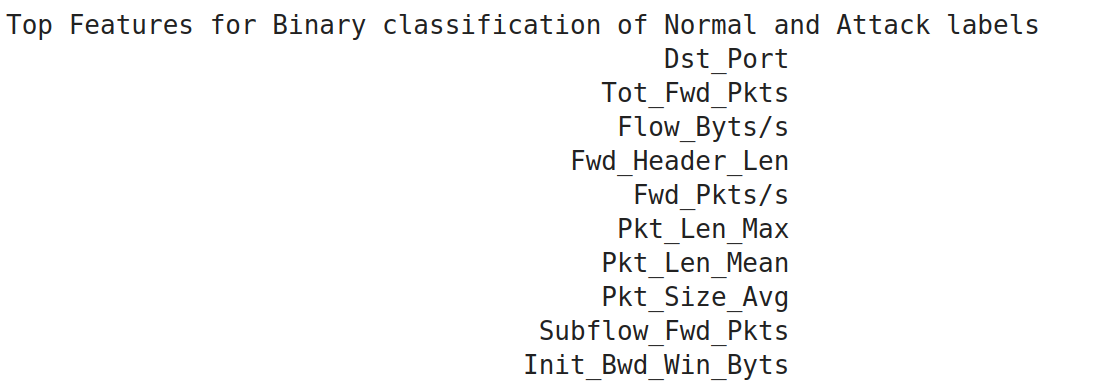 Top Features for Binary classification of Normal and Attack labels
Dst_Port
Tot_Fwd_Pkts
Flow_Byts/s
Fwd_Header_Len
Fwd_Pkts/s
Pkt_Len_Max
Pkt_Len_Mean
Pkt_Size_Avg
Subflow_Fwd_Pkts
Init_Bwd_Win_Byts